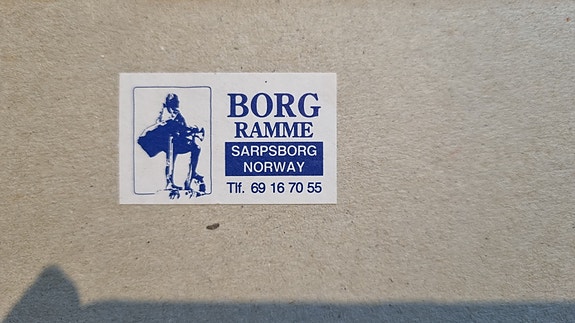 BORG
RAMME
SARPSBORG
NORWAY
Tlf. 69 16 70 55